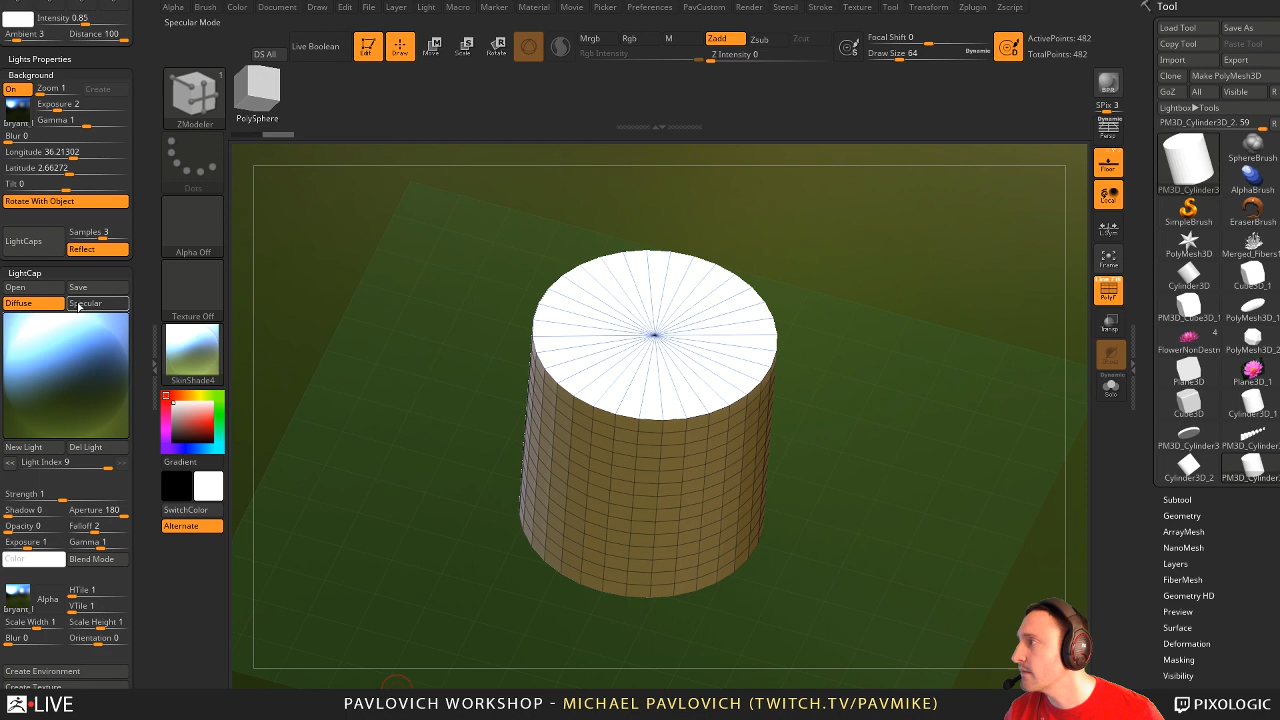 Alpha Brush Color Document Draw Edit File Layer Light Macro Marker Material Movie Picker Preferences PavCustom Render Stencil Texture Tool Transform Zplugin Zscript
Specular Mode
Intensity 0.85
Ambient 3 Distance 100
Lights Properties
Background
On Zoom 1 Create
Exposure 2
Gamma 1
Blur 0
Longitude 36.21302
Latitude 2.66272
Tilt 0
Rotate With Object
LightCaps Samples 3
Reflect
LightCap
Open Save
Diffuse Specular
New Light Del Light
<< Light Index 9 >>
Strength 1
Shadow 0 Aperture 180
Opacity 0 Falloff 2
Exposure 1 Gamma 1
Color Blend Mode
Alpha HTile 1
VTile 1
Scale Width 1 Scale Height 1
Blur 0 Orientation 0
Create Environment
Create Texture
DS All
Live Boolean
Edit Draw Move Scale Rotate
Mrgb Rgb M
Rgb Intensity
Zadd Zsub Zcut
Z Intensity 0
Focal Shift 0
Draw Size 64 Dynamic
ActivePoints: 482
TotalPoints: 482
1
ZModeler
PolySphere
Dots
Alpha Off
Texture Off
SkinShade4
Gradient
SwitchColor
Alternate
BPR
SPix 3
Dynamic
Persp
Floor
Local
L.Sym
Frame
PolyF
Transp
Dynamic
Solo
Tool
Load Tool Save As
Copy Tool Paste Tool
Import Export
Clone Make PolyMesh3D
GoZ All Visible R
Lightbox▶Tools
PM3D_Cylinder3D_2. 59 R
PM3D_Cylinder3 SphereBrush
AlphaBrush
SimpleBrush EraserBrush
PolyMesh3D Merged_Fibers1
Cylinder3D Cube3D_1
PM3D_Cube3D_1 PolyMesh3D_1
4
FlowerNonDestr PolyMesh3D_2
Plane3D Plane3D_1
Cube3D Cylinder3D_1
PM3D_Cylinder3 PM3D_Cylinder3
Cylinder3D_2 PM3D_Cylinder3
Subtool
Geometry
ArrayMesh
NanoMesh
Layers
FiberMesh
Geometry HD
Preview
Surface
Deformation
Masking
Visibility
LIVE
PAVLOVICH WORKSHOP - MICHAEL PAVLOVICH (TWITCH.TV/PAVMIKE)
PIXOLOGIC